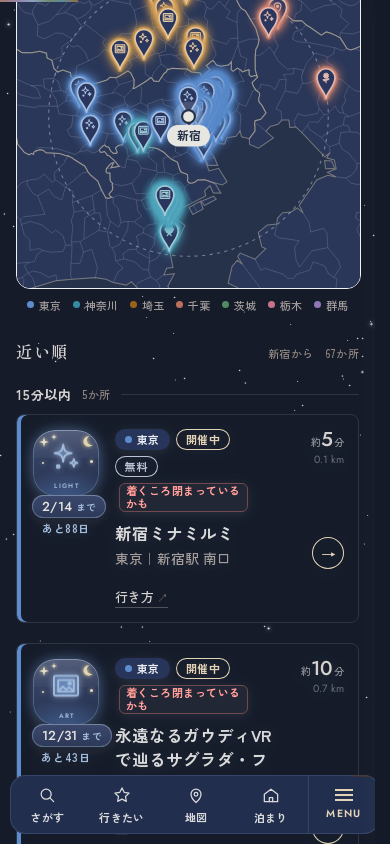 新宿
東京 神奈川 埼玉 千葉 茨城 栃木 群馬
近い順
新宿から 67か所
15分以内 5か所
東京 開催中
約5分
無料
0.1 km
着くころ閉まっている
かも
LIGHT
2/14 まで
あと88日
新宿ミナミルミ
東京｜新宿駅 南口
→
行き方 ↗
東京 開催中
約10分
0.7 km
着くころ閉まっている
かも
ART
12/31 まで
あと43日
永遠なるガウディVR
で辿るサグラダ・フ
さがす 行きたい 地図 泊まり MENU